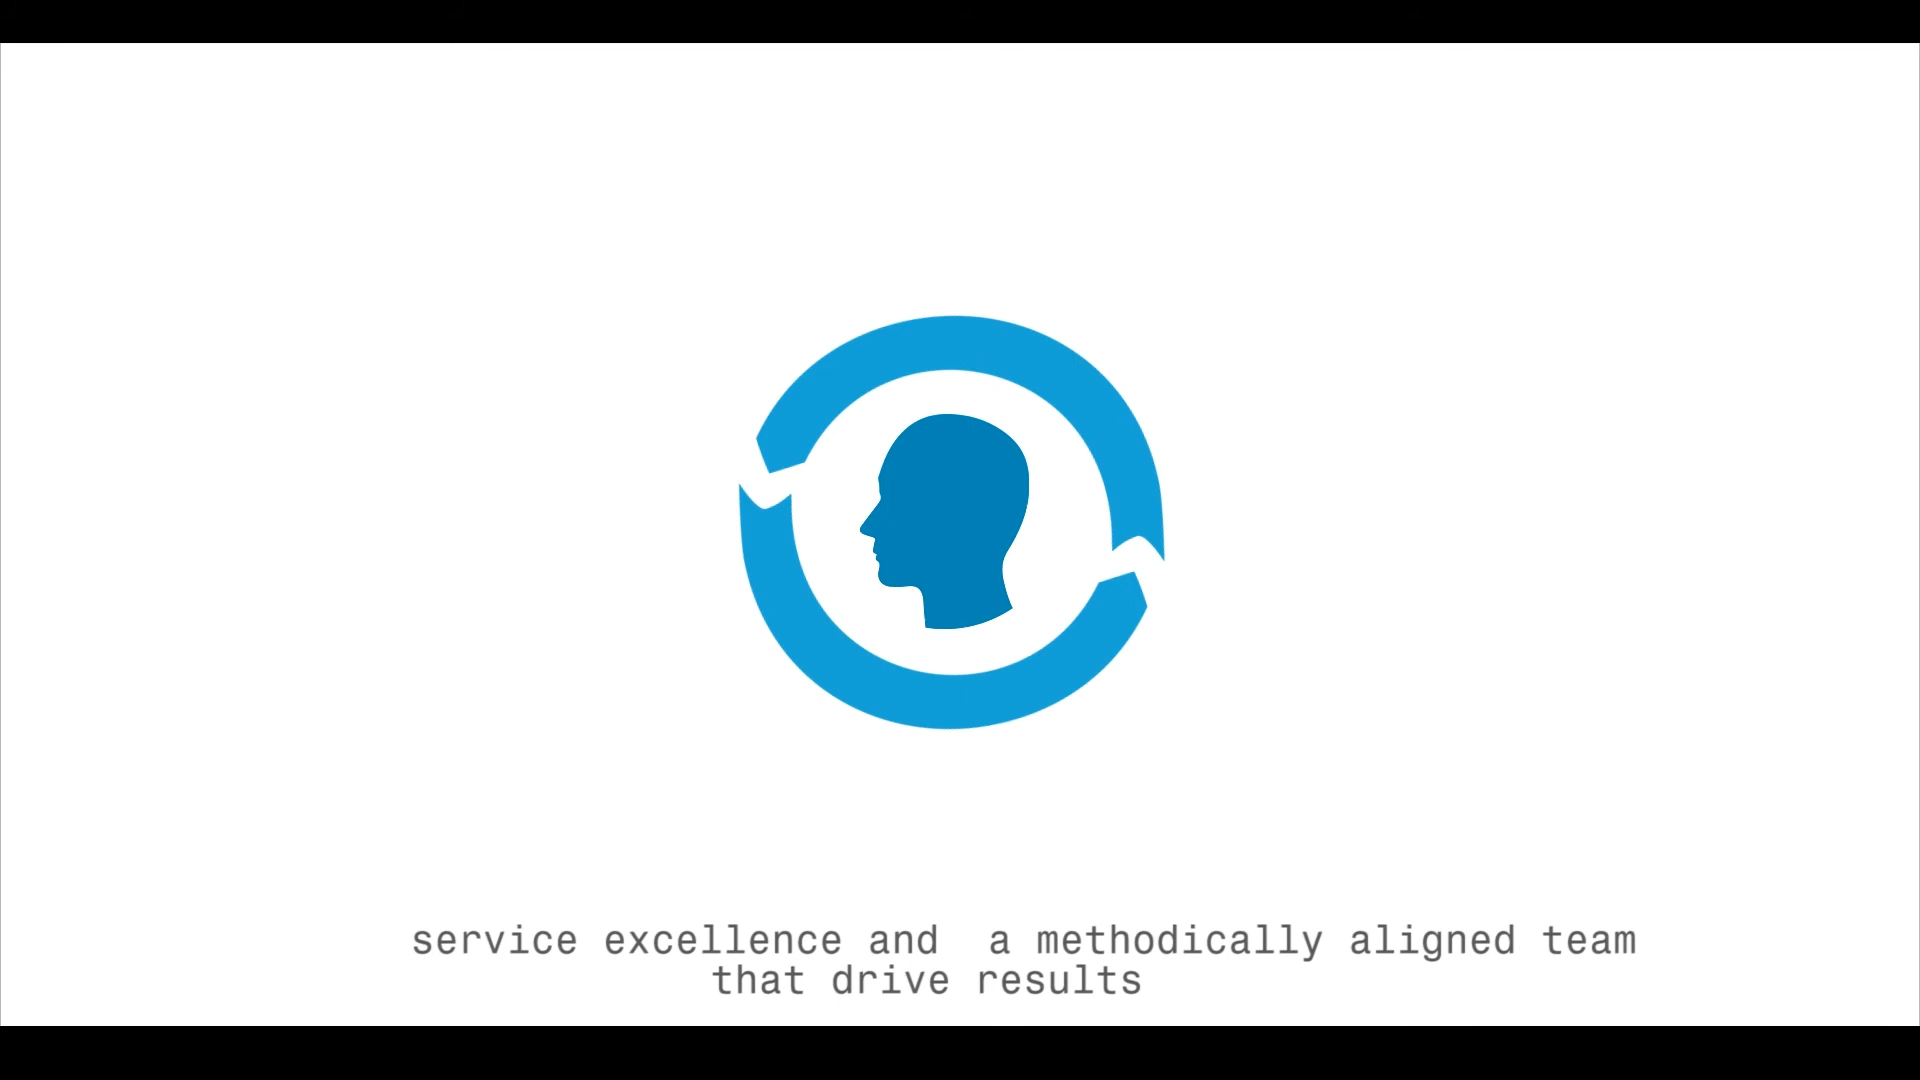 service excellence and  a methodically aligned team
that drive results